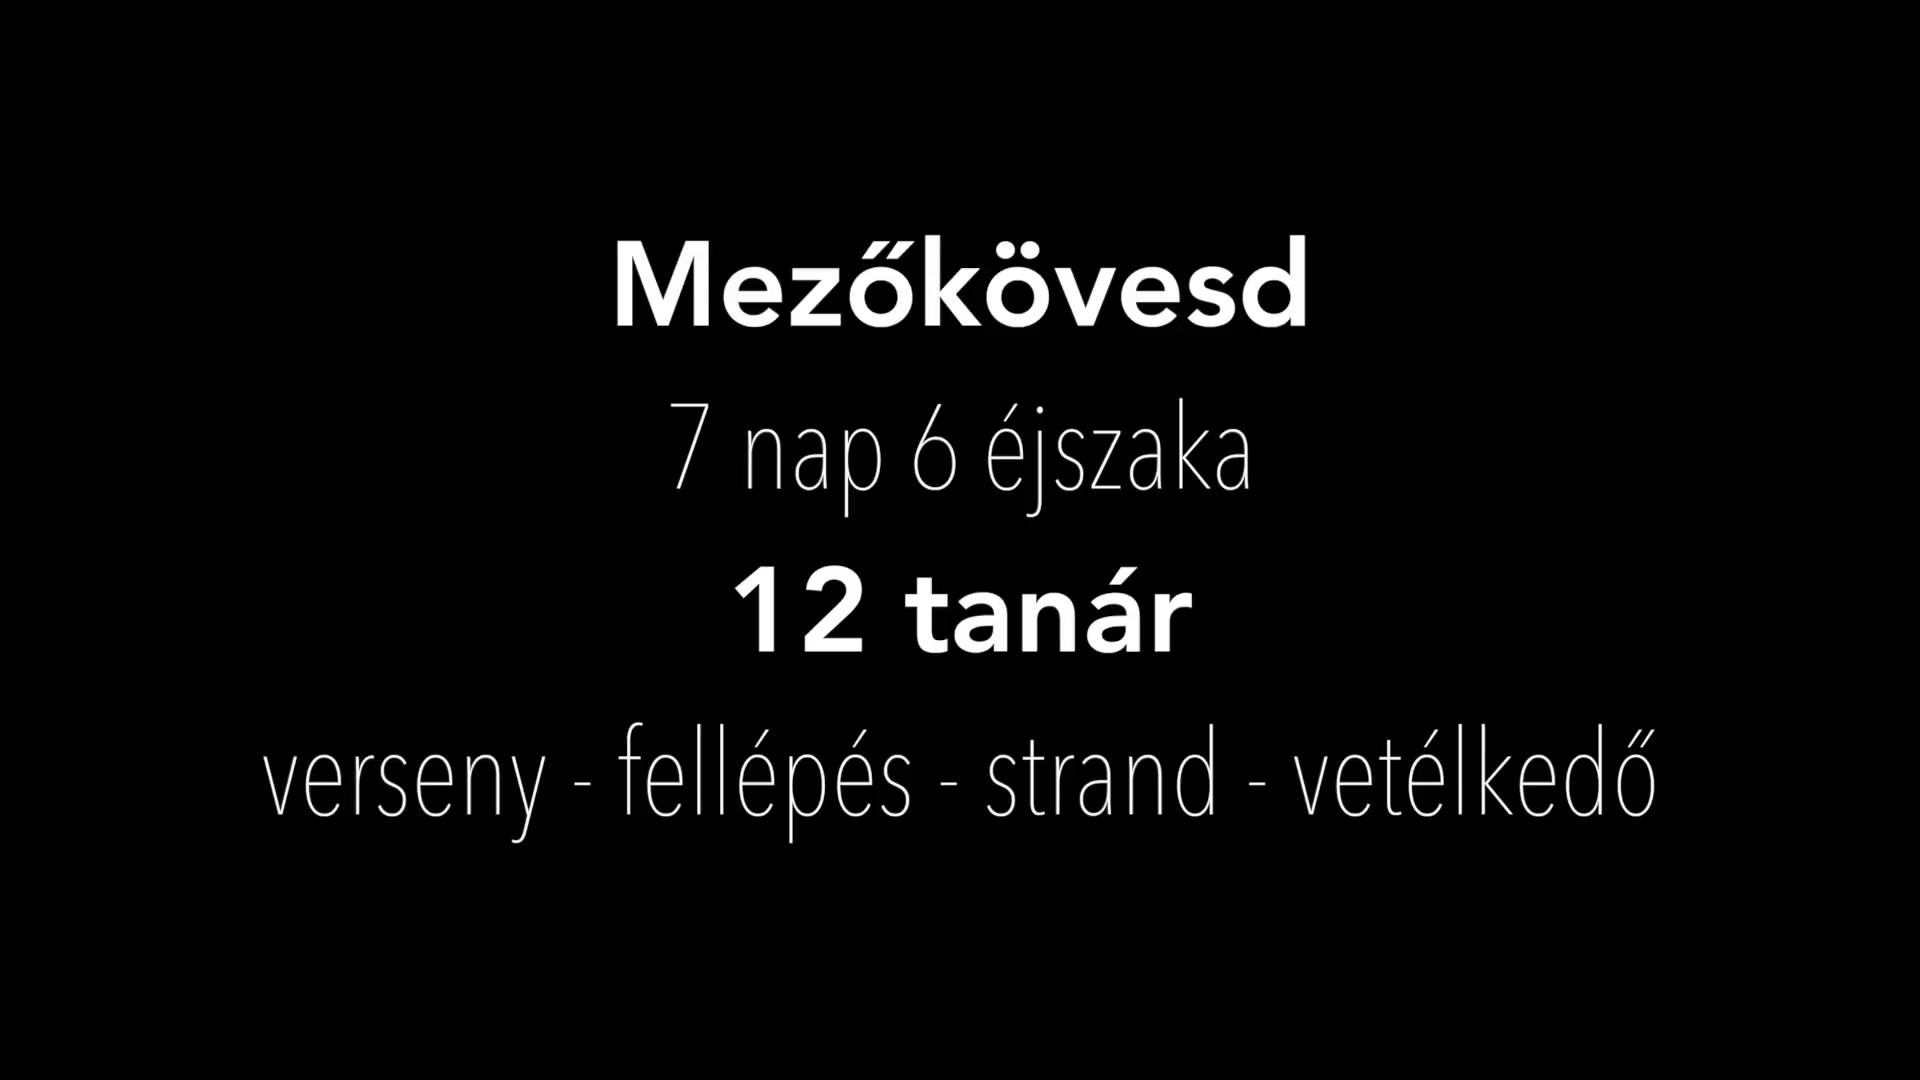 Mezőkövesd
7 nap 6 éjszaka
12 tanár
verseny - fellépés - strand - vetélkedő